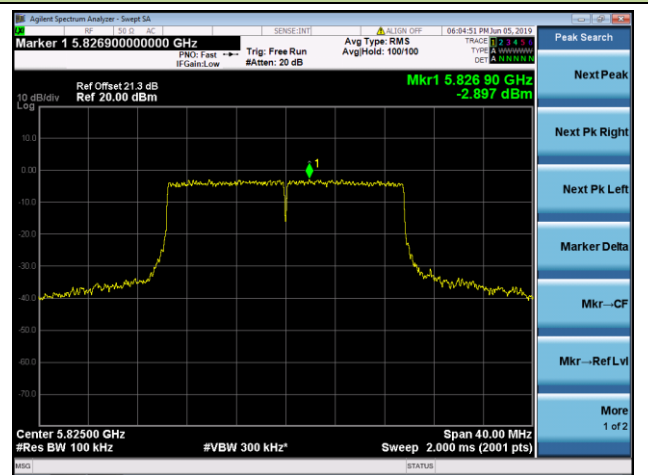 Agilent Spectrum Analyzer - Swept SA
RF 50 Ω AC SENSE:INT ALIGN OFF 06:04:51 PM Jun 05, 2019
Marker 1 5.826900000000 GHz
PNO: Fast
IFGain:Low
Trig: Free Run
#Atten: 20 dB
Avg Type: RMS
Avg|Hold: 100/100
TRACE 1 2 3 4 5 6
TYPE A WWWWW
DET A N N N N N
Peak Search
Ref Offset 21.3 dB
Ref 20.00 dBm
Mkr1 5.826 90 GHz
-2.897 dBm
10 dB/div
Log
10.0
0.00
-10.0
-20.0
-30.0
-40.0
-50.0
-60.0
-70.0
1
Next Peak
Next Pk Right
Next Pk Left
Marker Delta
Mkr→CF
Mkr→Ref Lvl
More
1 of 2
Center 5.82500 GHz
Span 40.00 MHz
#Res BW 100 kHz
#VBW 300 kHz*
Sweep 2.000 ms (2001 pts)
MSG
STATUS